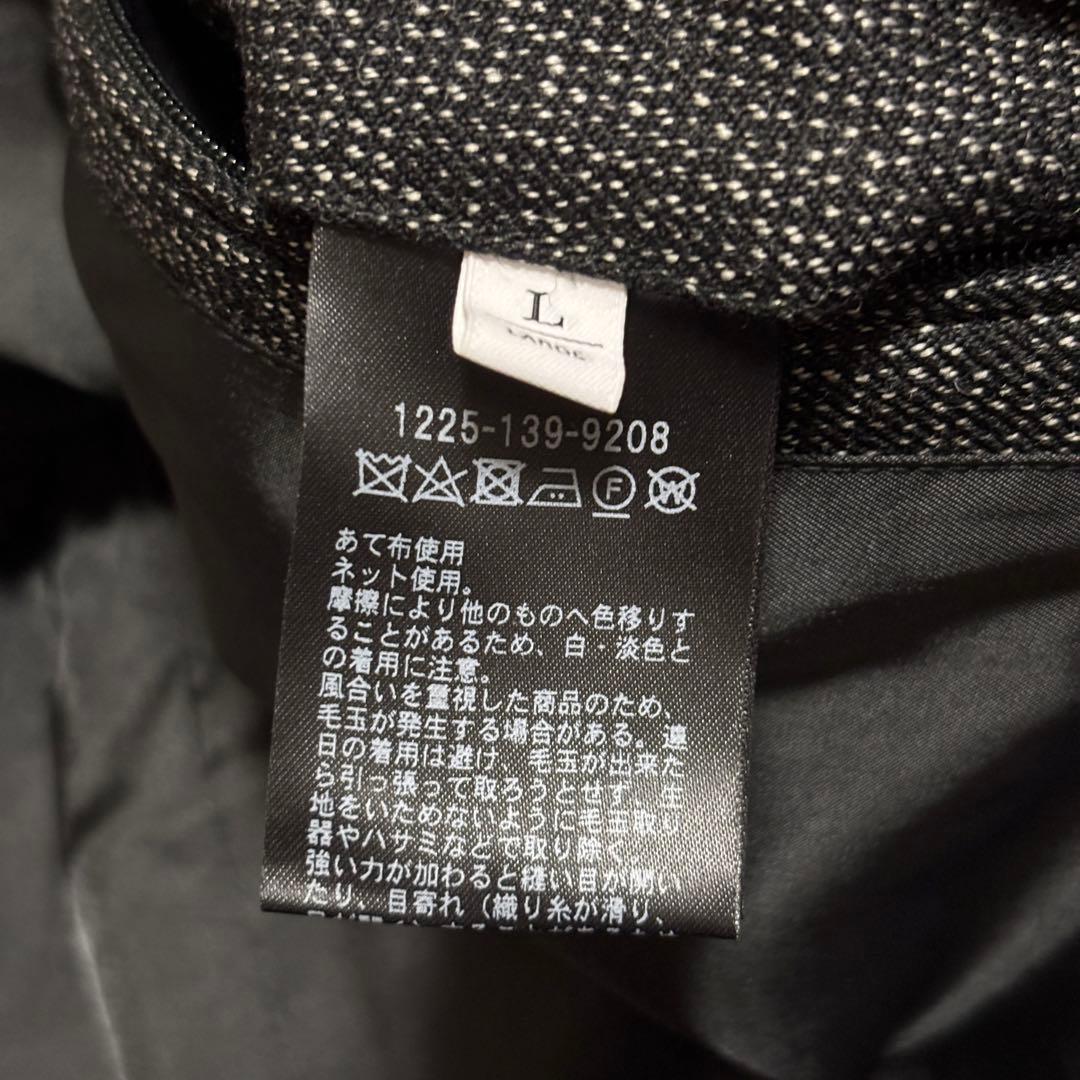 L
LARGE
1225-139-9208
F
W
あて布使用
ネット使用。
摩擦により他のものへ色移りす
ることがあるため、白・淡色と
の着用に注意。
風合いを重視した商品のため、
毛玉が発生する場合がある。連
日の着用は避け、毛玉が出来た
ら引っ張って取ろうとせず、生
地をいためないように毛玉取り
器やハサミなどで取り除く。
強い力が加わると縫い目が開い
たり、目寄れ（織り糸が滑り、